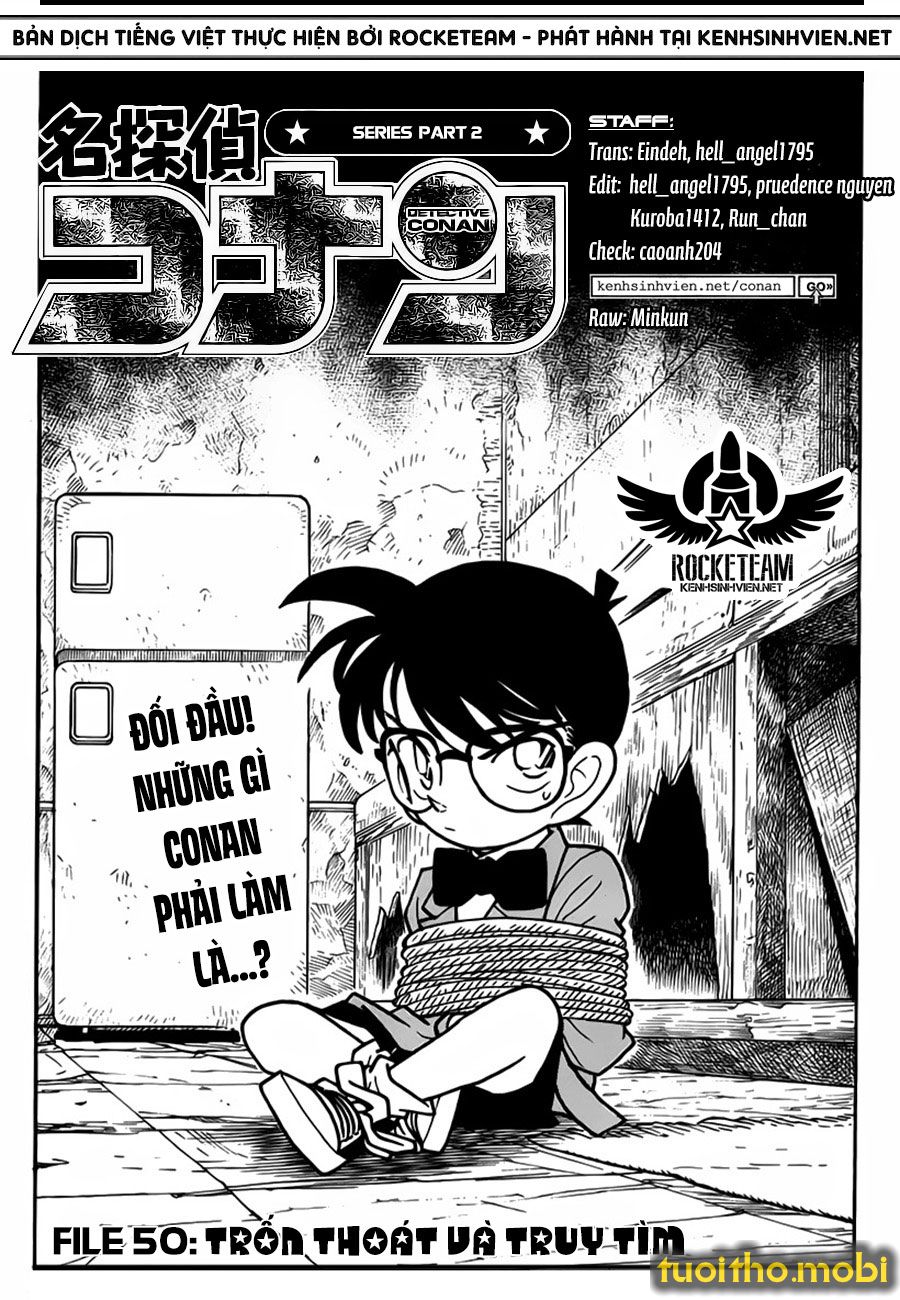 BẢN DỊCH TIẾNG VIỆT THỰC HIỆN BỞI ROCKETEAM - PHÁT HÀNH TẠI KENHSINHVIEN.NET
名探偵
コナン
SERIES PART 2
DETECTIVE
CONAN
STAFF:
Trans: Eindeh, hell_angel1795
Edit: hell_angel1795, pruedence nguyen
Kuroba1412, Run_chan
Check: caoanh204
kenhsinhvien.net/conan GO»
Raw: Minkun
ROCKETEAM
KENHSINHVIEN.NET
ĐỐI ĐẦU!
NHỮNG GÌ
CONAN
PHẢI LÀM
LÀ...?
FILE 50: TRỐN THOÁT VÀ TRUY TÌM
tuoitho.mobi